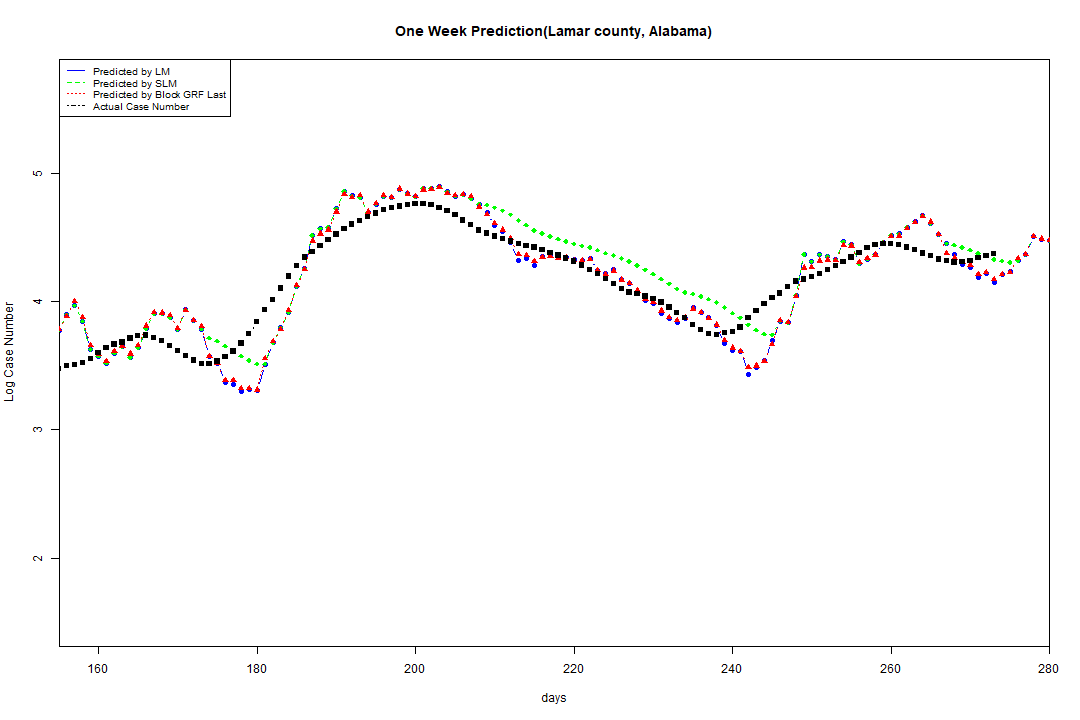 One Week Prediction(Lamar county, Alabama)
Predicted by LM
Predicted by SLM
Predicted by Block GRF Last
Actual Case Number
5
4
3
2
Log Case Number
160 180 200 220 240 260 280
days